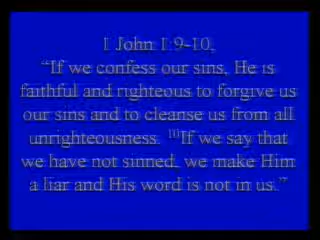 1 John 1:9-10,
“If we confess our sins, He is
faithful and righteous to forgive us
our sins and to cleanse us from all
unrighteousness. ¹⁰If we say that
we have not sinned, we make Him
a liar and His word is not in us.”